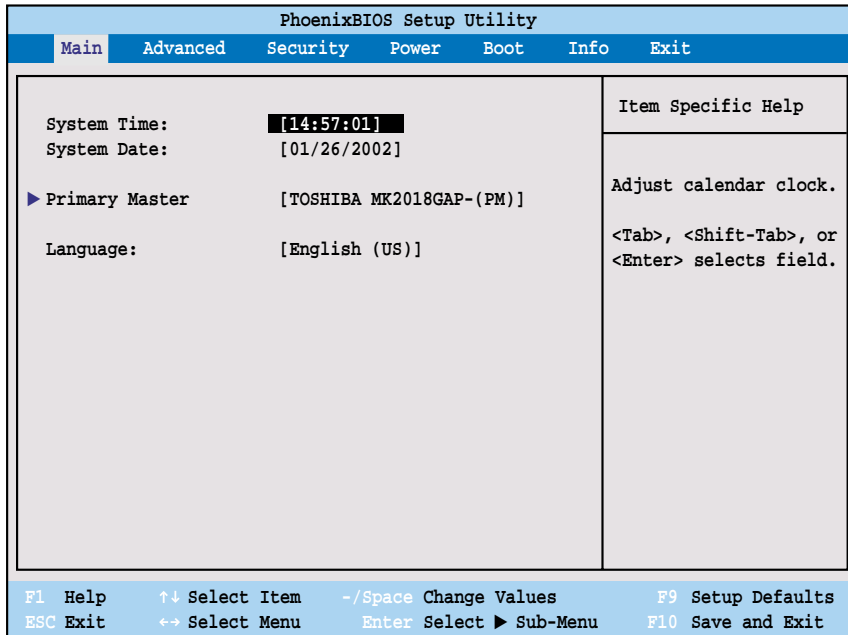 PhoenixBIOS Setup Utility
Main Advanced Security Power Boot Info Exit
System Time: [14:57:01]
System Date: [01/26/2002]
▶ Primary Master [TOSHIBA MK2018GAP-(PM)]
Language: [English (US)]
Item Specific Help
Adjust calendar clock.
<Tab>, <Shift-Tab>, or
<Enter> selects field.
F1 Help ↑↓ Select Item -/Space Change Values F9 Setup Defaults
ESC Exit ←→ Select Menu Enter Select ▶ Sub-Menu F10 Save and Exit